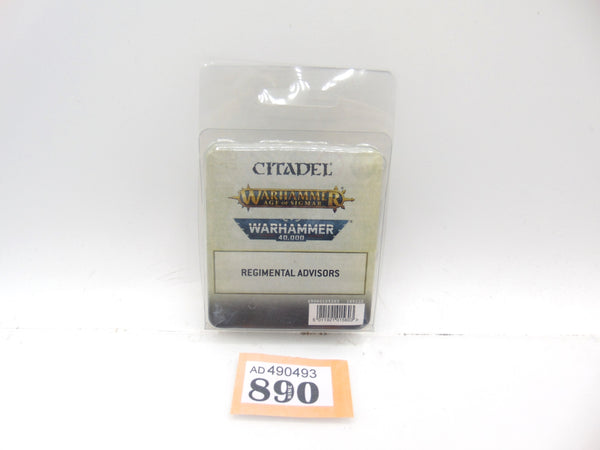 CITADEL
WARHAMMER
AGE OF SIGMAR
WARHAMMER
40,000
REGIMENTAL ADVISORS
AD 490493
890